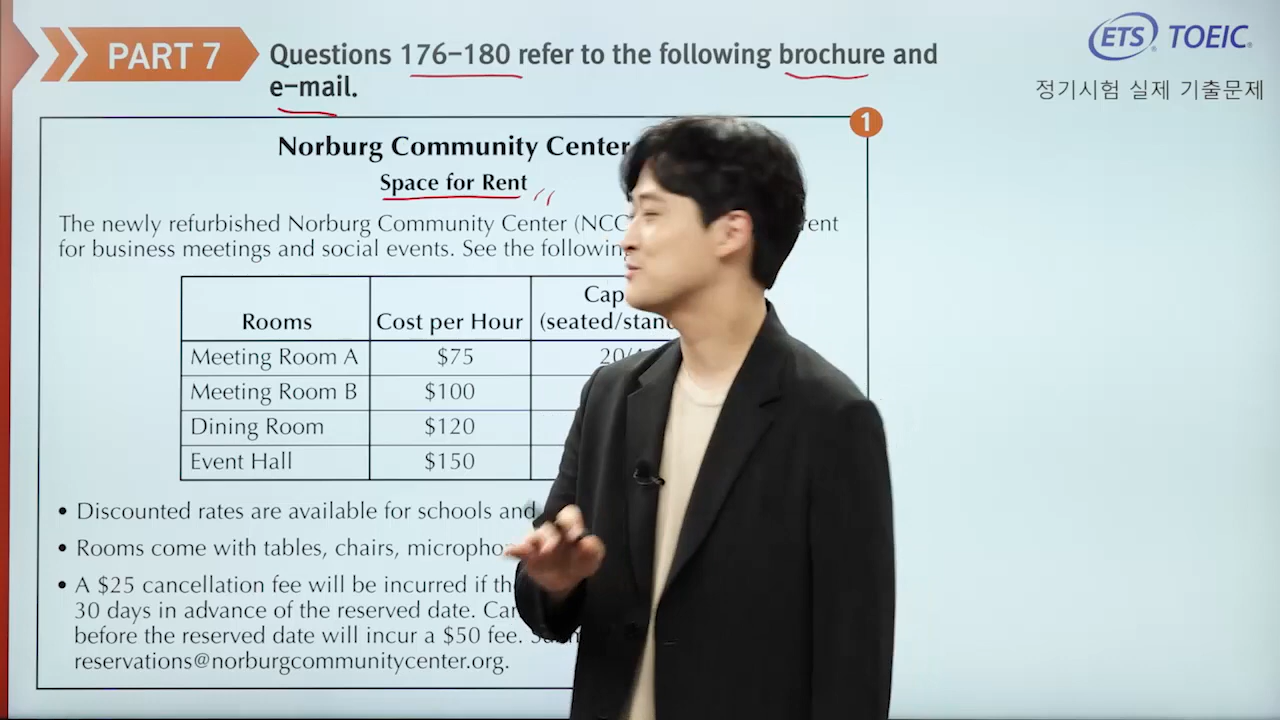 PART 7
Questions 176–180 refer to the following brochure and
e–mail.
ETS TOEIC
정기시험 실제 기출문제
1
Norburg Community Center
Space for Rent
The newly refurbished Norburg Community Center (NCC rent
for business meetings and social events. See the following
Rooms
Cost per Hour
Cap
(seated/stand
Meeting Room A $75 20/
Meeting Room B $100
Dining Room $120
Event Hall $150
• Discounted rates are available for schools and
• Rooms come with tables, chairs,
• A $25 cancellation fee will be incurred if
30 days in advance of the reserved date.
before the reserved date will incur a $50 fee.
reservations@norburgcommunitycenter.org.